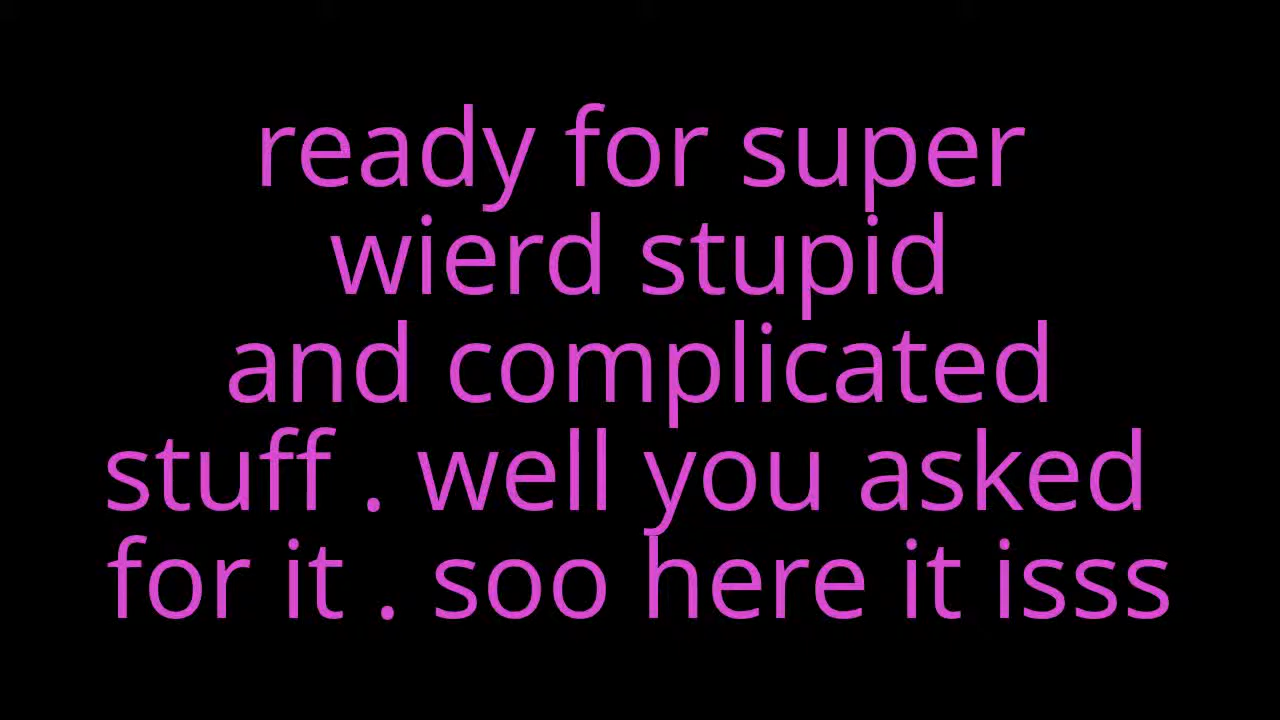 ready for super
wierd stupid
and complicated
stuff . well you asked
for it . soo here it isss